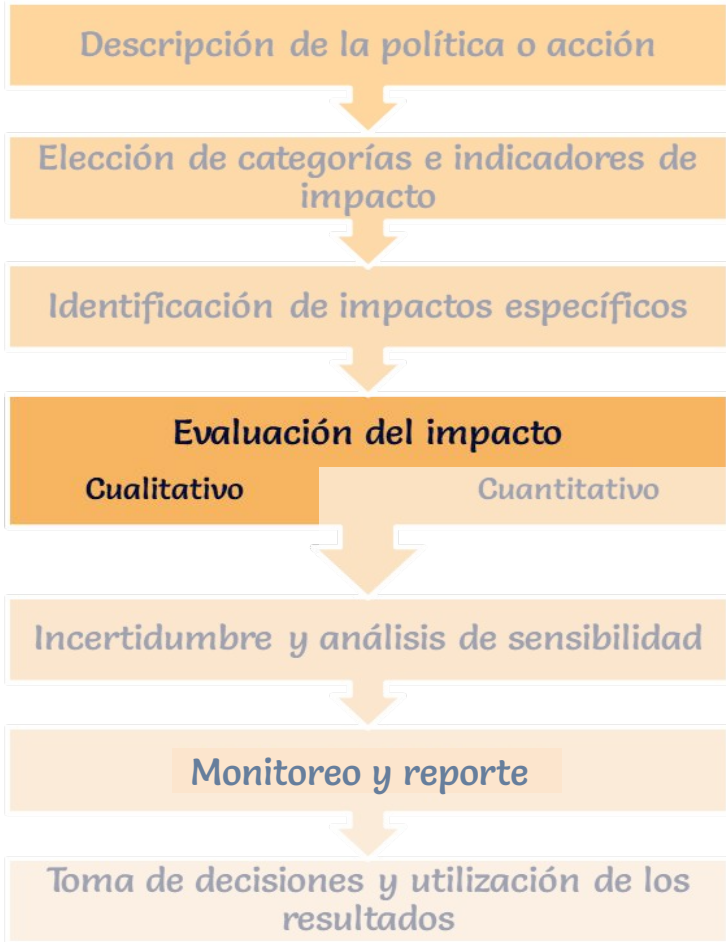 Descripción de la política o acción
Elección de categorías e indicadores de
impacto
Identificación de impactos específicos
Evaluación del impacto
Cualitativo
Cuantitativo
Incertidumbre y análisis de sensibilidad
Monitoreo y reporte
Toma de decisiones y utilización de los
resultados